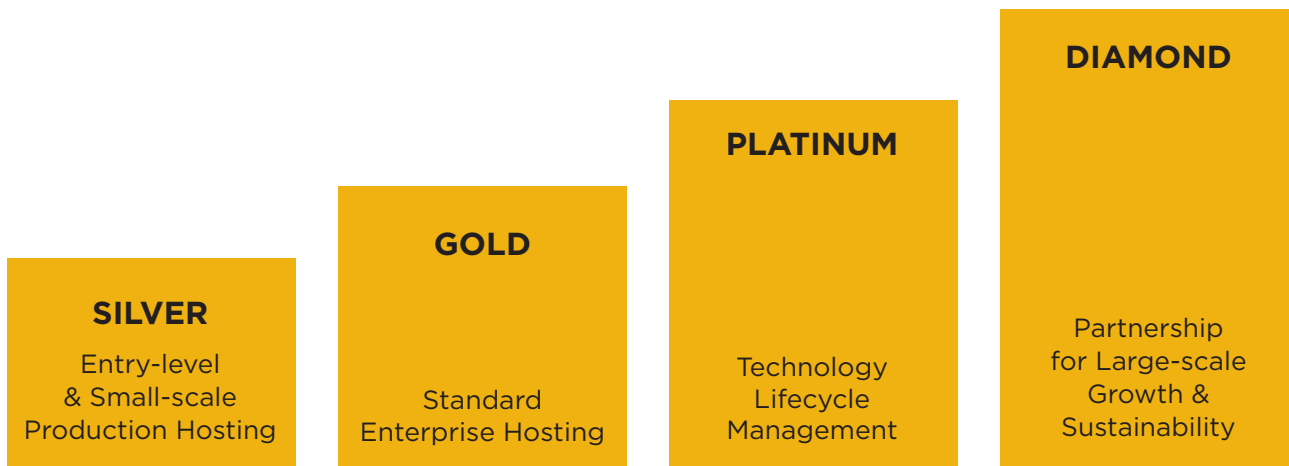 SILVER
Entry-level
& Small-scale
Production Hosting
GOLD
Standard
Enterprise Hosting
PLATINUM
Technology
Lifecycle
Management
DIAMOND
Partnership
for Large-scale
Growth &
Sustainability